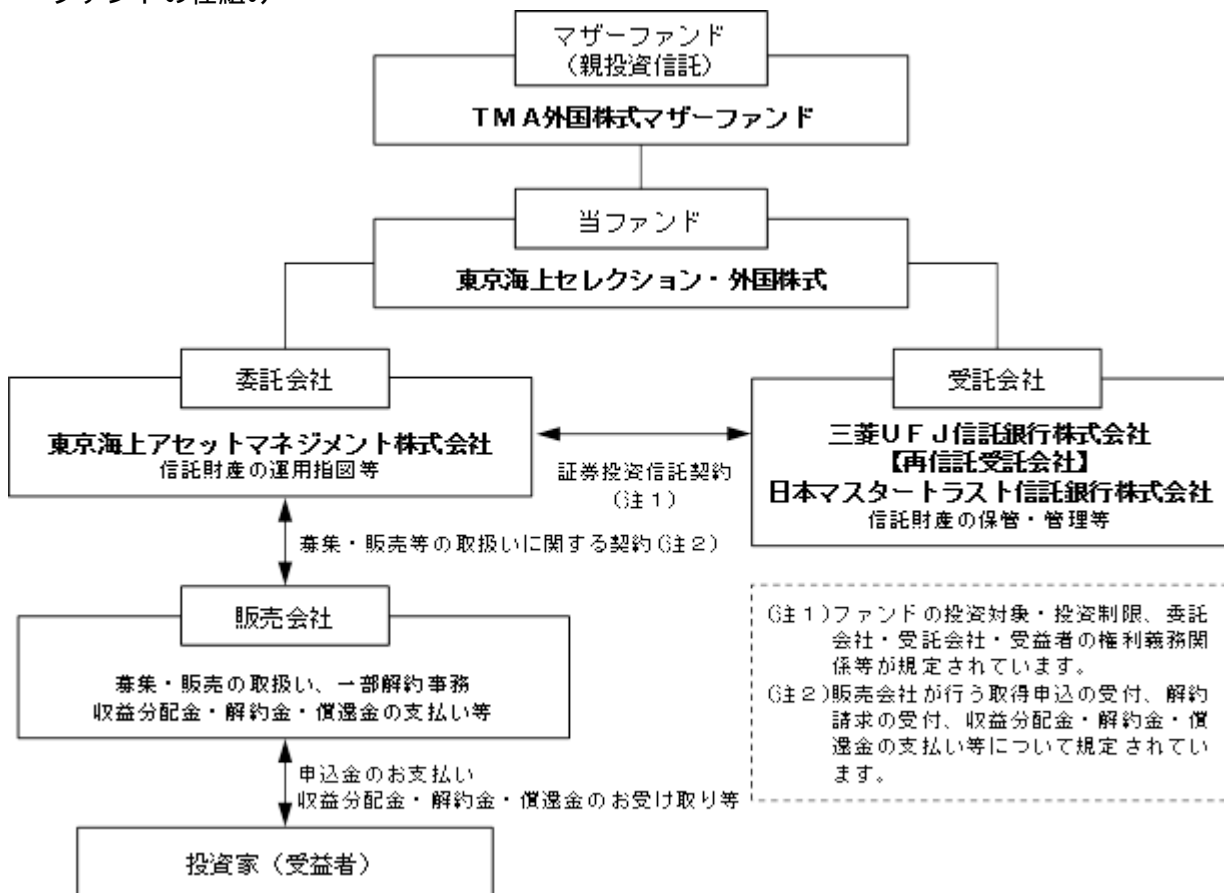 ファンドの仕組み
マザーファンド
(親投資信託)
TMA外国株式マザーファンド
当ファンド
東京海上セレクション・外国株式
委託会社
東京海上アセットマネジメント株式会社
信託財産の運用指図等
証券投資信託契約
(注1)
受託会社
三菱UFJ信託銀行株式会社
【再信託受託会社】
日本マスタートラスト信託銀行株式会社
信託財産の保管・管理等
募集・販売等の取扱いに関する契約(注2)
販売会社
募集・販売の取扱い、一部解約事務
収益分配金・解約金・償還金の支払い等
(注1)ファンドの投資対象・投資制限、委託
会社・受託会社・受益者の権利義務関
係等が規定されています。
(注2)販売会社が行う取得申込の受付、解約
請求の受付、収益分配金・解約金・償
還金の支払い等について規定されてい
ます。
申込金のお支払い
収益分配金・解約金・償還金のお受け取り等
投資家(受益者)